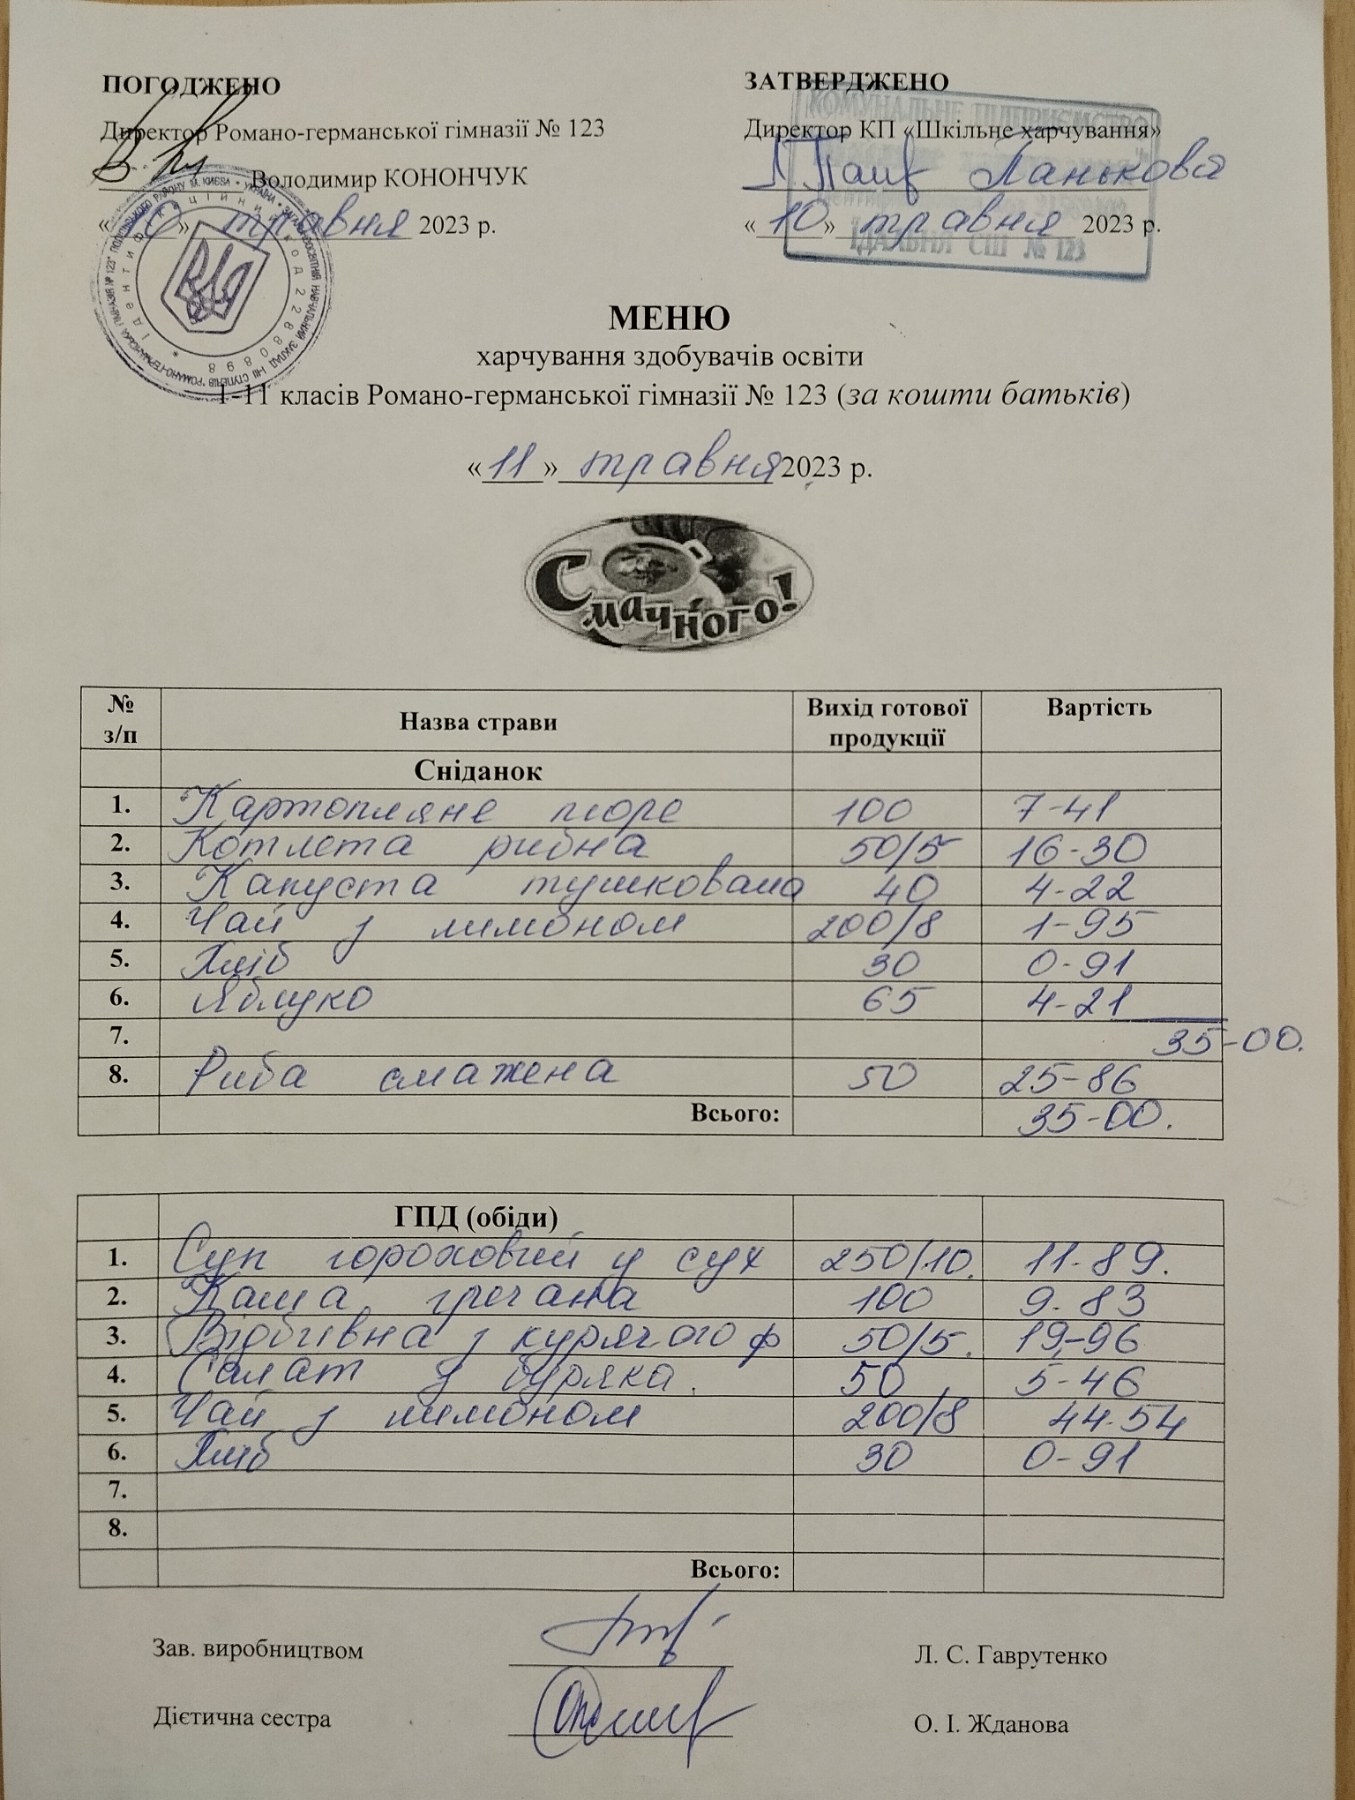 ПОГОДЖЕНО
Директор Романо-германської гімназії № 123
Володимир КОНОНЧУК
«10» травня 2023 р.
ЗАТВЕРДЖЕНО
Директор КП «Шкільне харчування»
Панькова
«10» травня 2023 р.
КОМУНАЛЬНЕ ПІДПРИЄМСТВО
ЇДАЛЬНЯ СШ № 123
МЕНЮ
харчування здобувачів освіти
1-11 класів Романо-германської гімназії № 123 (за кошти батьків)
«11» травня 2023 р.
Смачного!
№ з/п Назва страви Вихід готової продукції Вартість
Сніданок
1. Картопляне пюре 100 7-41
2. Котлета рибна 50/5 16-30
3. Капуста тушкована 40 4-22
4. Чай з лимоном 200/8 1-95
5. Хліб 30 0-91
6. Яблуко 65 4-21
7. 35-00.
8. Риба смажена 50 25-86
Всього: 35-00.
ГПД (обіди)
1. Суп гороховий з сух 250/10. 11-89.
2. Каша гречана 100 9-83
3. Відбивна з курячого ф 50/5. 19-96
4. Салат з буряка. 50 5-46
5. Чай з лимоном 200/8 44-54
6. Хліб 30 0-91
7.
8.
Всього:
Зав. виробництвом Л. С. Гаврутенко
Дієтична сестра О. І. Жданова